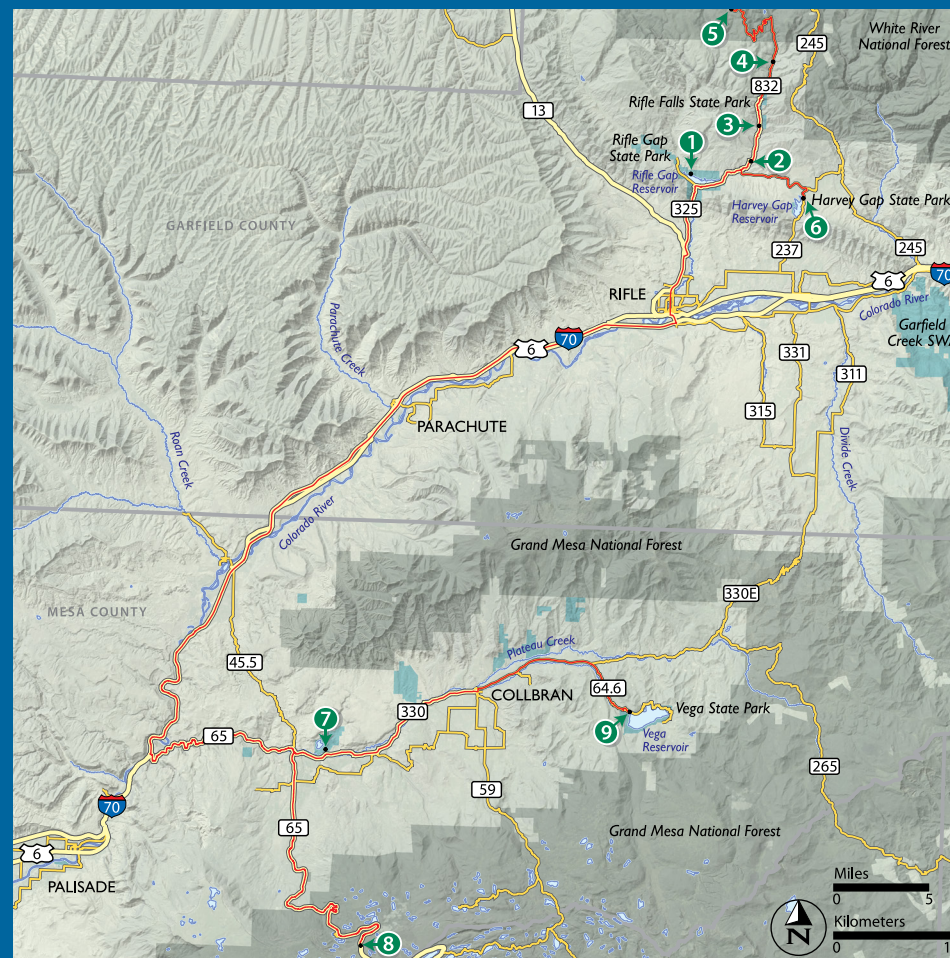 5
245
White River
National Forest
4
832
13
Rifle Falls State Park
3
Rifle Gap
State Park
1
2
Rifle Gap
Reservoir
Harvey Gap State Park
Harvey Gap
Reservoir
325
6
GARFIELD COUNTY
237
245
70
6
RIFLE
Colorado River
Parachute Creek
Garfield
Creek SWA
6
70
331
311
315
PARACHUTE
Roan Creek
Divide Creek
Colorado River
Grand Mesa National Forest
330E
MESA COUNTY
Plateau Creek
45.5
64.6
COLLBRAN
330
7
Vega State Park
9
65
Vega
Reservoir
265
59
70
65
Grand Mesa National Forest
6
PALISADE
Miles
0
5
Kilometers
N
0
1
8